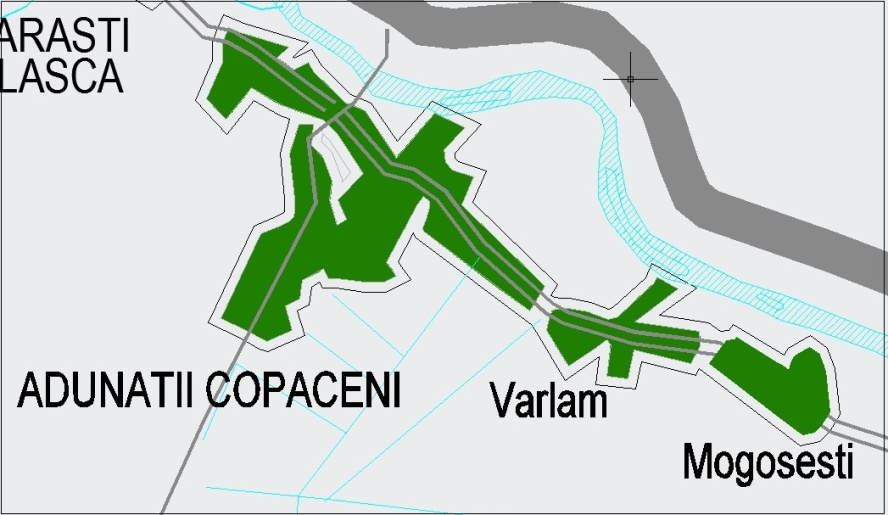 ARASTI
LASCA
ADUNATII COPACENI
Varlam
Mogosesti